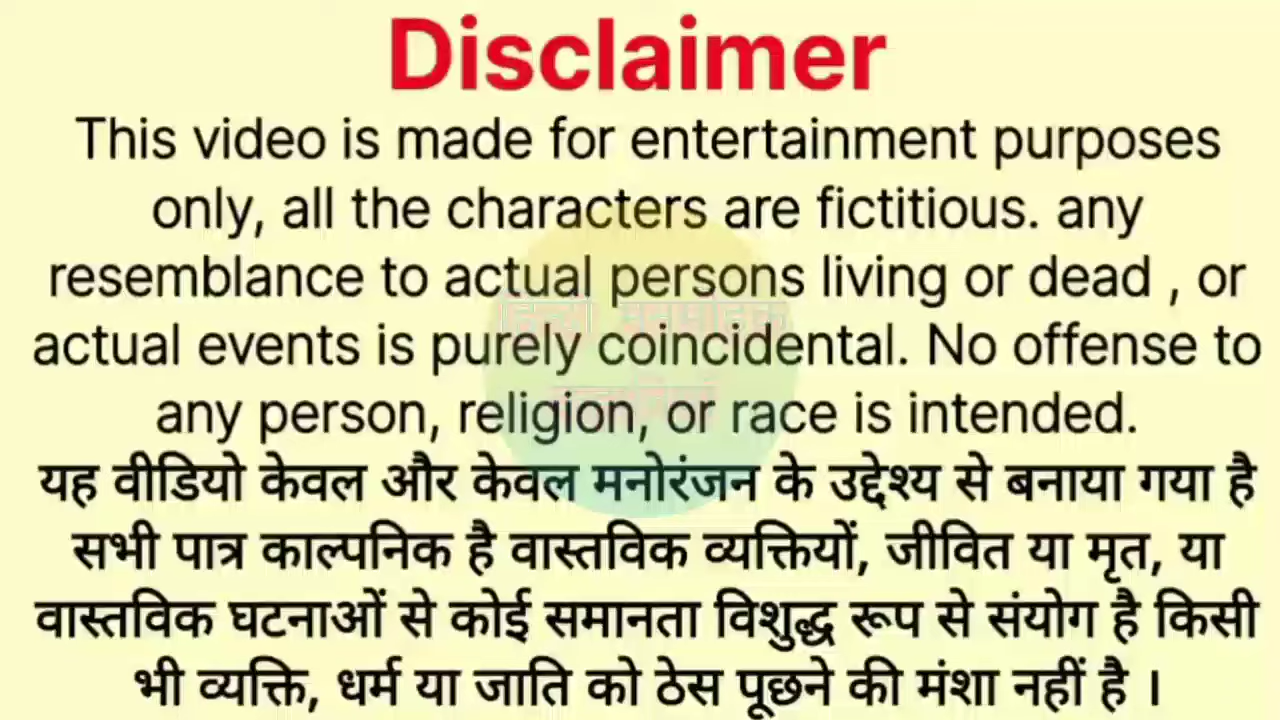 Disclaimer
This video is made for entertainment purposes
only, all the characters are fictitious. any
resemblance to actual persons living or dead , or
actual events is purely coincidental. No offense to
any person, religion, or race is intended.
यह वीडियो केवल और केवल मनोरंजन के उद्देश्य से बनाया गया है
सभी पात्र काल्पनिक है वास्तविक व्यक्तियों, जीवित या मृत, या
वास्तविक घटनाओं से कोई समानता विशुद्ध रूप से संयोग है किसी
भी व्यक्ति, धर्म या जाति को ठेस पूछने की मंशा नहीं है ।